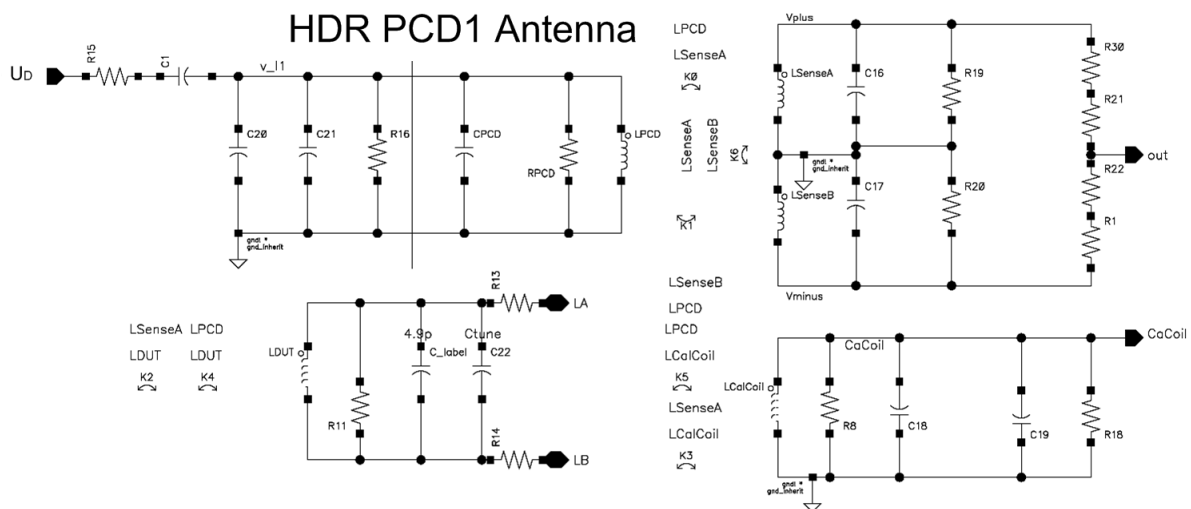 HDR PCD1 Antenna
UD
R15
C1
v_l1
C20
C21
R16
CPCD
RPCD
LPCD
gndl *
gnd_inherit
LPCD
LSenseA
K0
LSenseA
LSenseB
K6
K1
LSenseB
LPCD
Vplus
LSenseA
C16
R19
R30
R21
gndl *
gnd_inherit
out
LSenseB
C17
R20
R22
R1
Vminus
LSenseA LPCD
LDUT LDUT
K2 K4
LDUT
R11
4.9p
C_label
Ctune
C22
R13
LA
R14
LB
LPCD
LCalCoil
K5
LSenseA
LCalCoil
K3
CaCoil
CaCoil
LCalCoil
R8
C18
C19
R18
gndl *
gnd_inherit